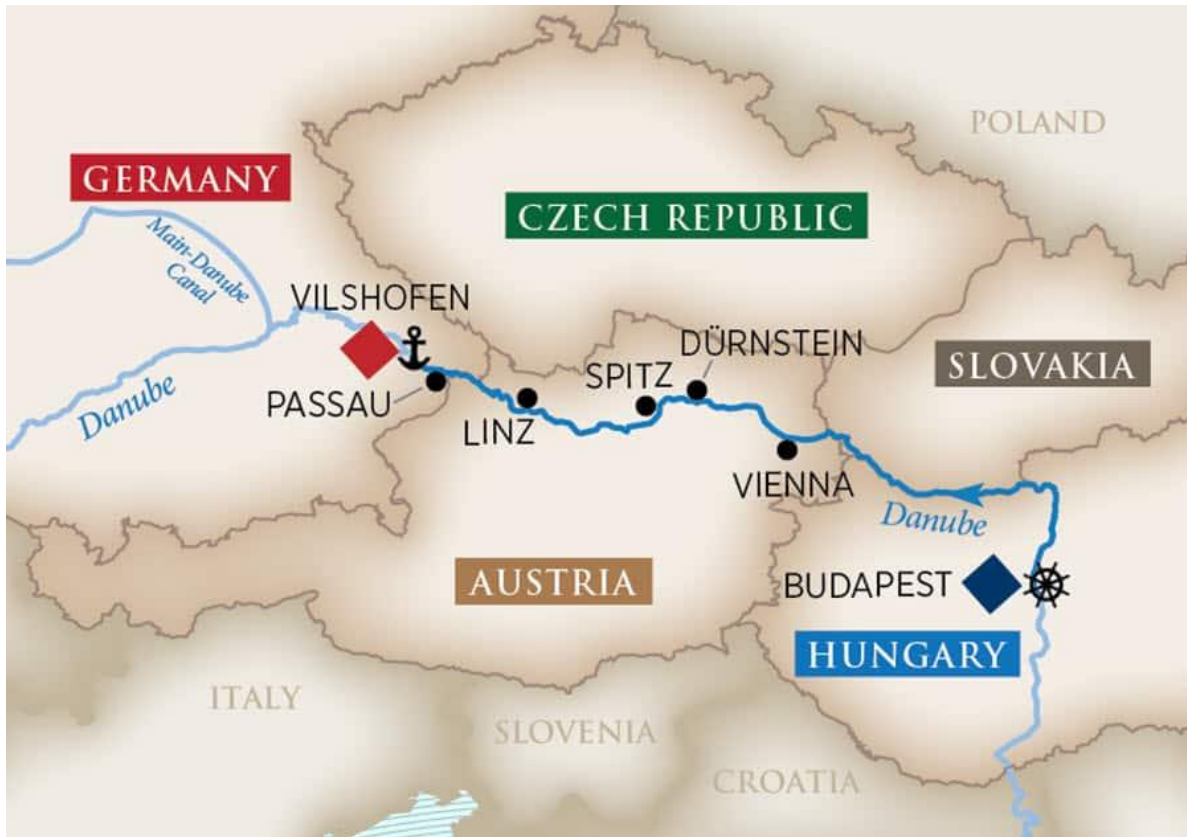 POLAND
GERMANY
CZECH REPUBLIC
Main-Danube
Canal
VILSHOFEN
DÜRNSTEIN
SLOVAKIA
SPITZ
Danube
PASSAU
LINZ
VIENNA
Danube
AUSTRIA
BUDAPEST
HUNGARY
ITALY
SLOVENIA
CROATIA